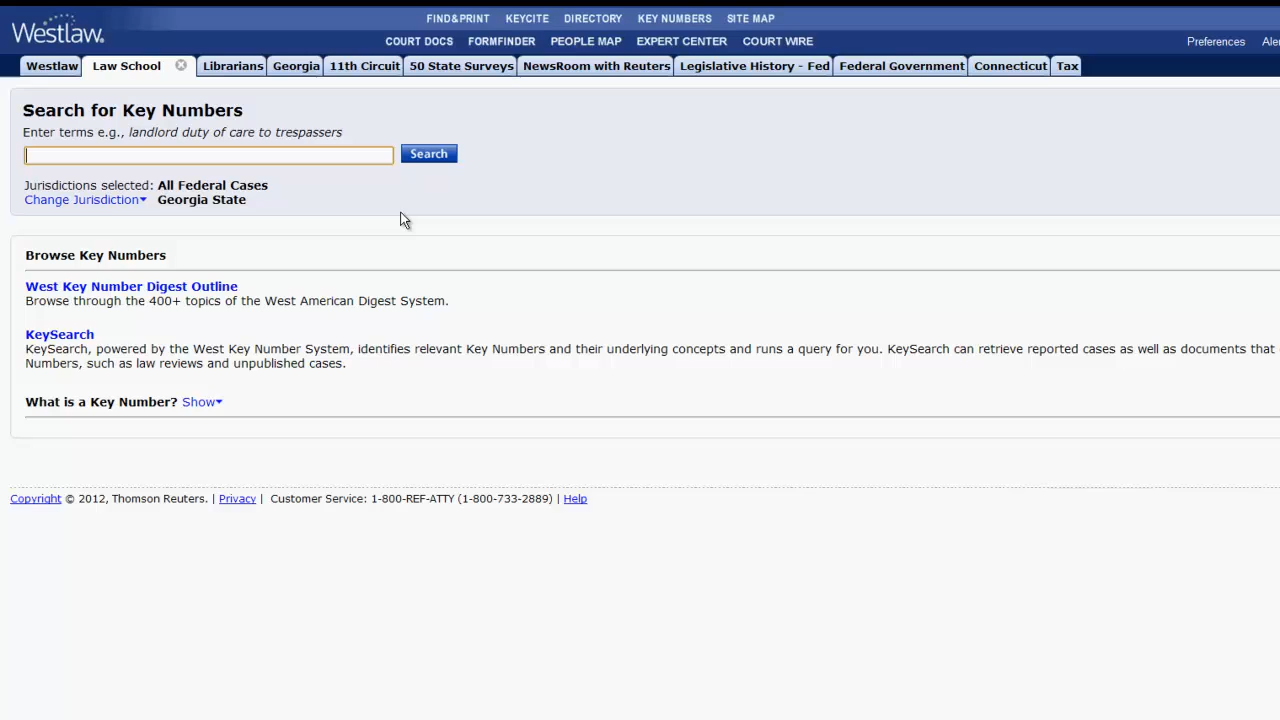 Westlaw.
FIND&PRINT KEYCITE DIRECTORY KEY NUMBERS SITE MAP
COURT DOCS FORMFINDER PEOPLE MAP EXPERT CENTER COURT WIRE
Preferences
Westlaw Law School Librarians Georgia 11th Circuit 50 State Surveys NewsRoom with Reuters Legislative History - Fed Federal Government Connecticut Tax
Search for Key Numbers
Enter terms e.g., landlord duty of care to trespassers
Search
Jurisdictions selected: All Federal Cases
Change Jurisdiction Georgia State
Browse Key Numbers
West Key Number Digest Outline
Browse through the 400+ topics of the West American Digest System.
KeySearch
KeySearch, powered by the West Key Number System, identifies relevant Key Numbers and their underlying concepts and runs a query for you. KeySearch can retrieve reported cases as well as documents that
Numbers, such as law reviews and unpublished cases.
What is a Key Number? Show
Copyright © 2012, Thomson Reuters. | Privacy | Customer Service: 1-800-REF-ATTY (1-800-733-2889) | Help